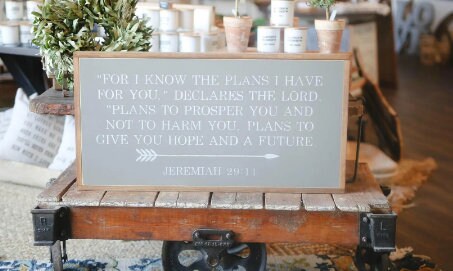 "FOR I KNOW THE PLANS I HAVE
FOR YOU," DECLARES THE LORD.
"PLANS TO PROSPER YOU AND
NOT TO HARM YOU, PLANS TO
GIVE YOU HOPE AND A FUTURE
JEREMIAH 29:11